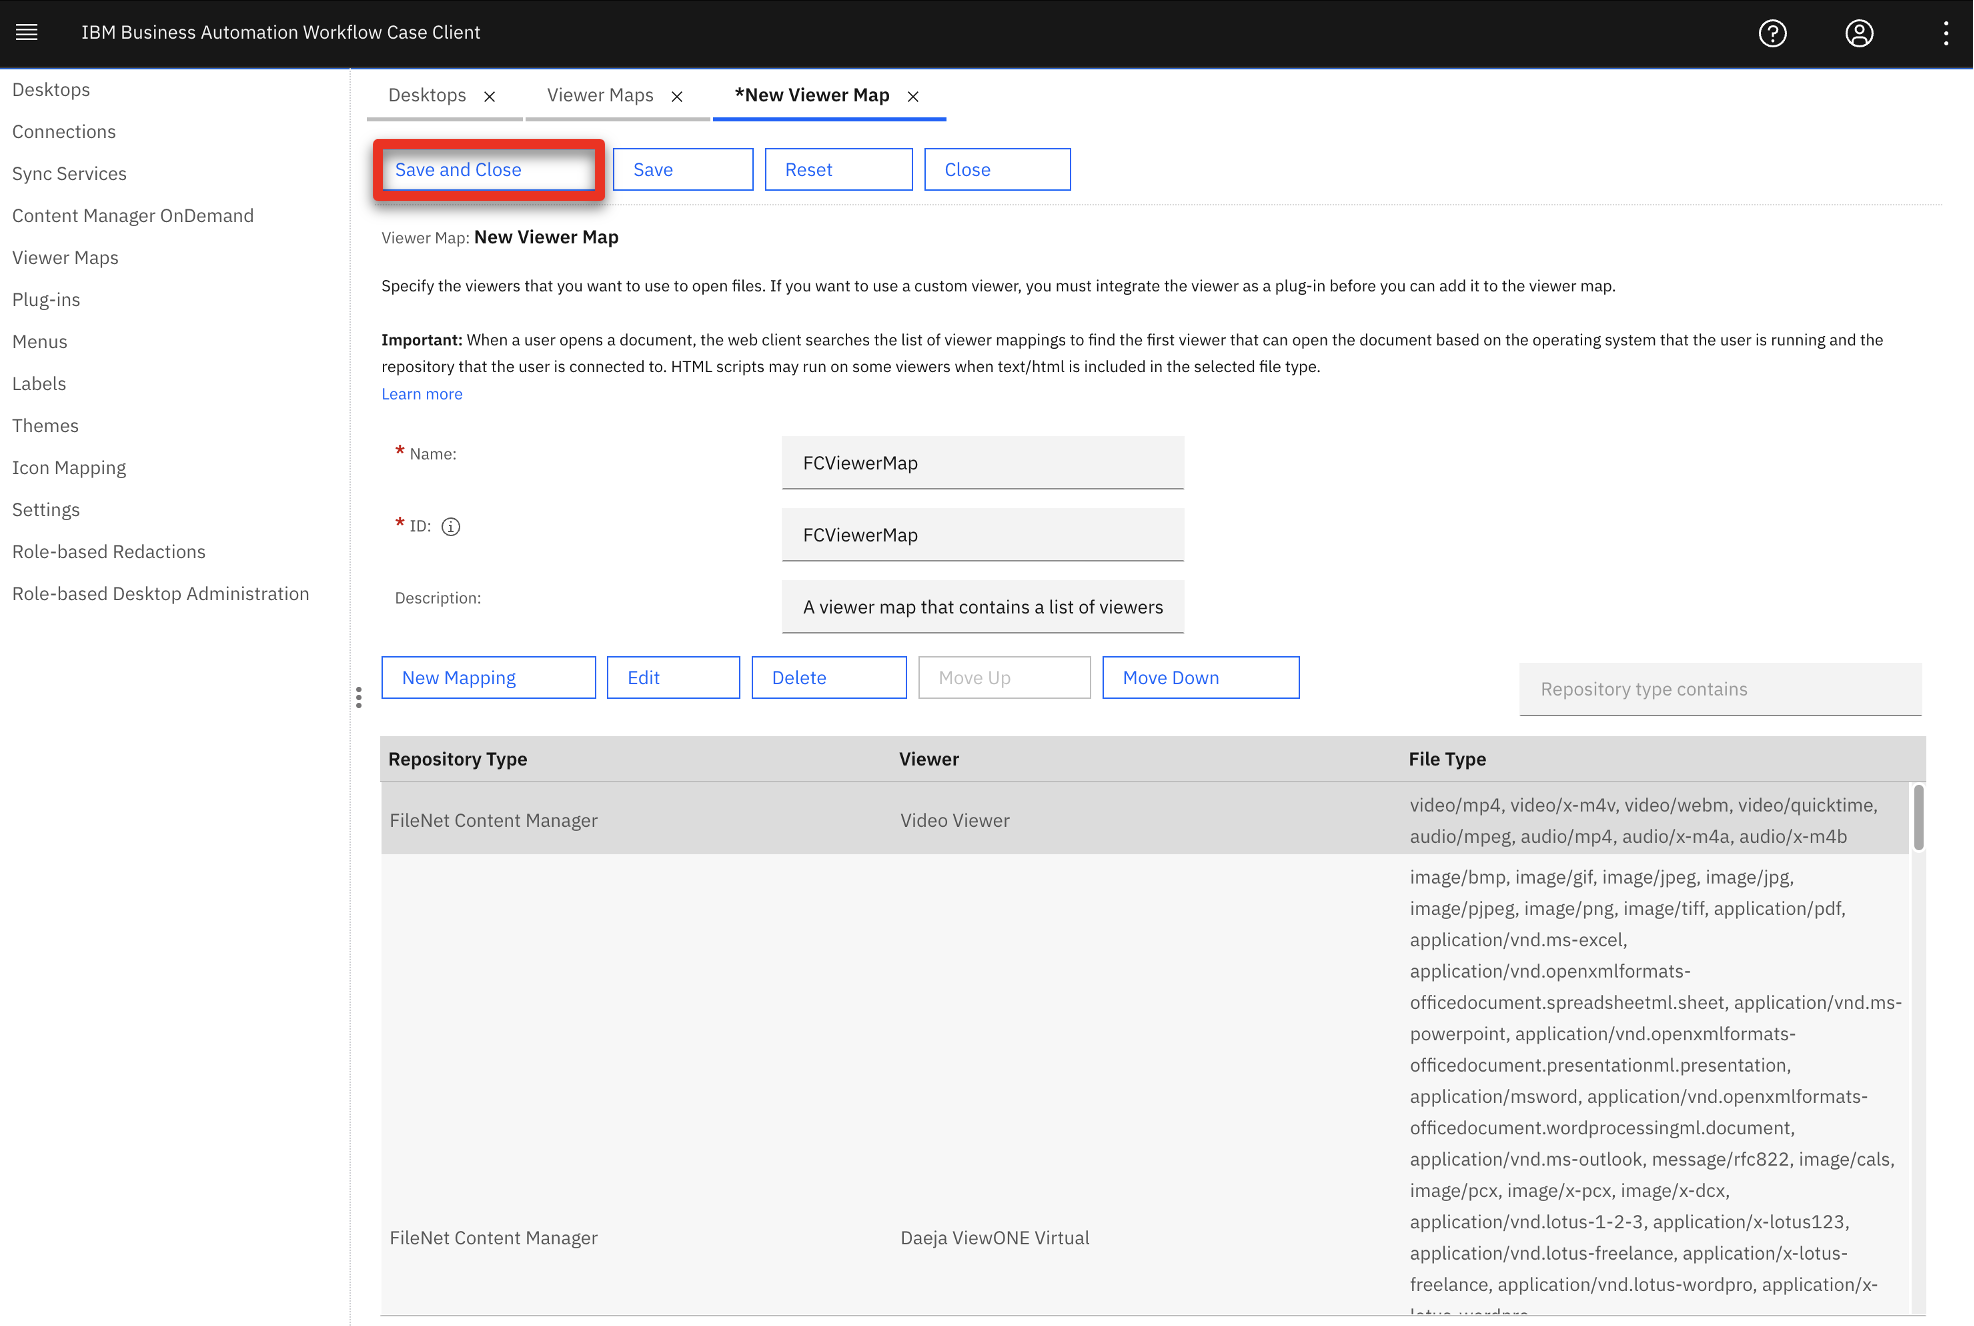 IBM Business Automation Workflow Case Client
Desktops
Connections
Sync Services
Content Manager OnDemand
Viewer Maps
Plug-ins
Menus
Labels
Themes
Icon Mapping
Settings
Role-based Redactions
Role-based Desktop Administration
Desktops
Viewer Maps
*New Viewer Map
Save and Close
Save
Reset
Close
Viewer Map: New Viewer Map
Specify the viewers that you want to use to open files. If you want to use a custom viewer, you must integrate the viewer as a plug-in before you can add it to the viewer map.
Important: When a user opens a document, the web client searches the list of viewer mappings to find the first viewer that can open the document based on the operating system that the user is running and the
repository that the user is connected to. HTML scripts may run on some viewers when text/html is included in the selected file type.
Learn more
* Name:
FCViewerMap
* ID:
FCViewerMap
Description:
A viewer map that contains a list of viewers
New Mapping
Edit
Delete
Move Up
Move Down
Repository type contains
Repository Type
Viewer
File Type
FileNet Content Manager
Video Viewer
video/mp4, video/x-m4v, video/webm, video/quicktime,
audio/mpeg, audio/mp4, audio/x-m4a, audio/x-m4b
FileNet Content Manager
Daeja ViewONE Virtual
image/bmp, image/gif, image/jpeg, image/jpg,
image/pjpeg, image/png, image/tiff, application/pdf,
application/vnd.ms-excel,
application/vnd.openxmlformats-
officedocument.spreadsheetml.sheet, application/vnd.ms-
powerpoint, application/vnd.openxmlformats-
officedocument.presentationml.presentation,
application/msword, application/vnd.openxmlformats-
officedocument.wordprocessingml.document,
application/vnd.ms-outlook, message/rfc822, image/cals,
image/pcx, image/x-pcx, image/x-dcx,
application/vnd.lotus-1-2-3, application/x-lotus123,
application/vnd.lotus-freelance, application/x-lotus-
freelance, application/vnd.lotus-wordpro, application/x-